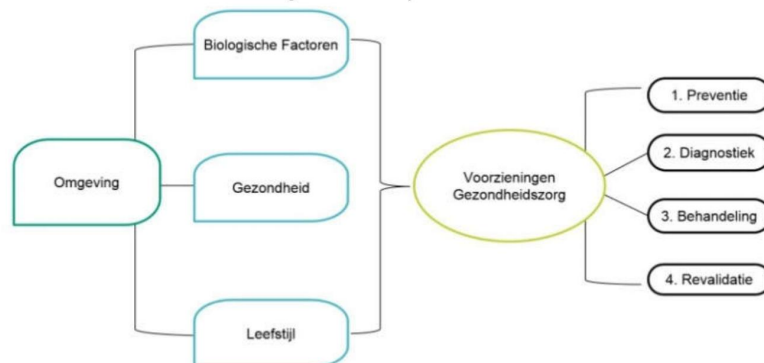 Biologische Factoren
Omgeving
Gezondheid
Leefstijl
Voorzieningen
Gezondheidszorg
1. Preventie
2. Diagnostiek
3. Behandeling
4. Revalidatie